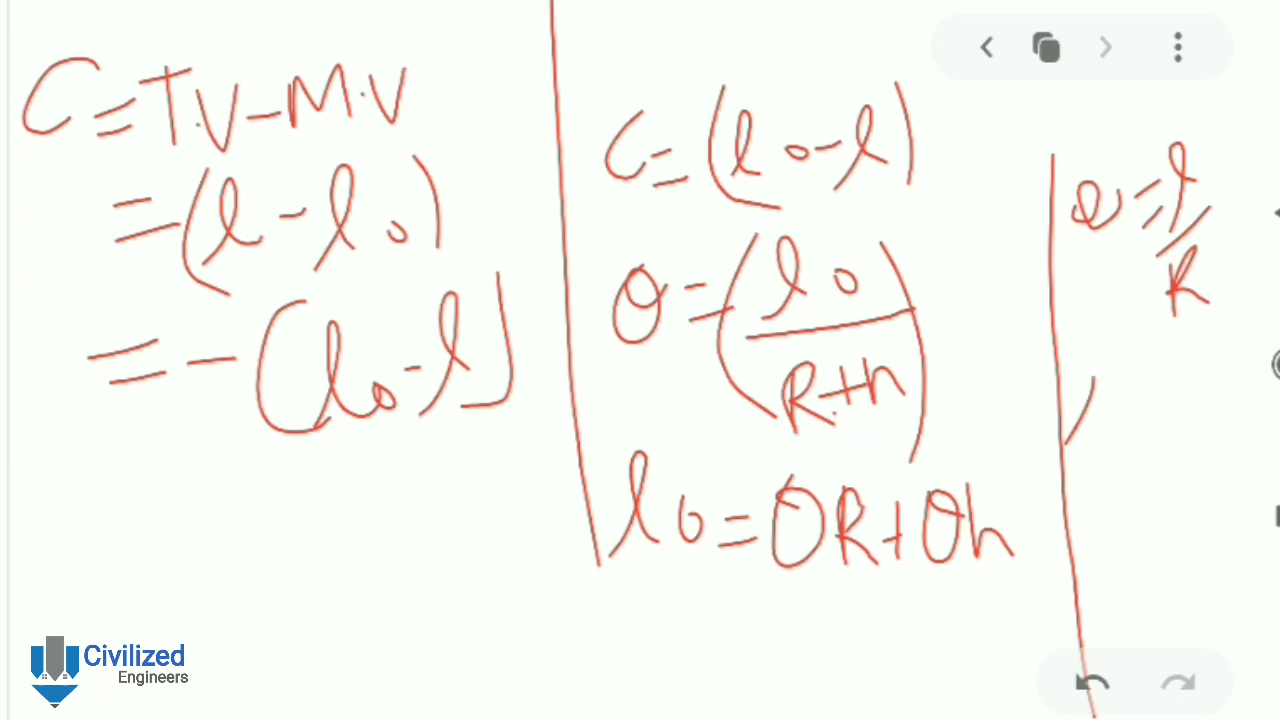 C = T.V - M.V
= (l - l0)
= - (l0 - l)
C = (l0 - l)
θ = (l0 / R+h)
l0 = θR + θh
θ = l / R
Civilized
Engineers